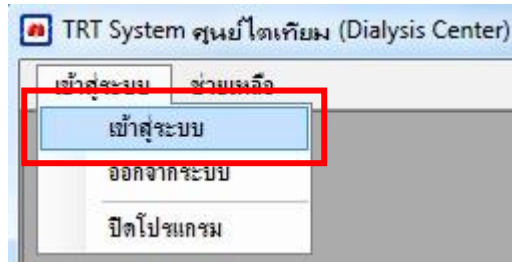 TRT System ศูนย์ไตเทียม (Dialysis Center)
เข้าสู่ระบบ ช่วยเหลือ
เข้าสู่ระบบ
ออกจากระบบ
ปิดโปรแกรม